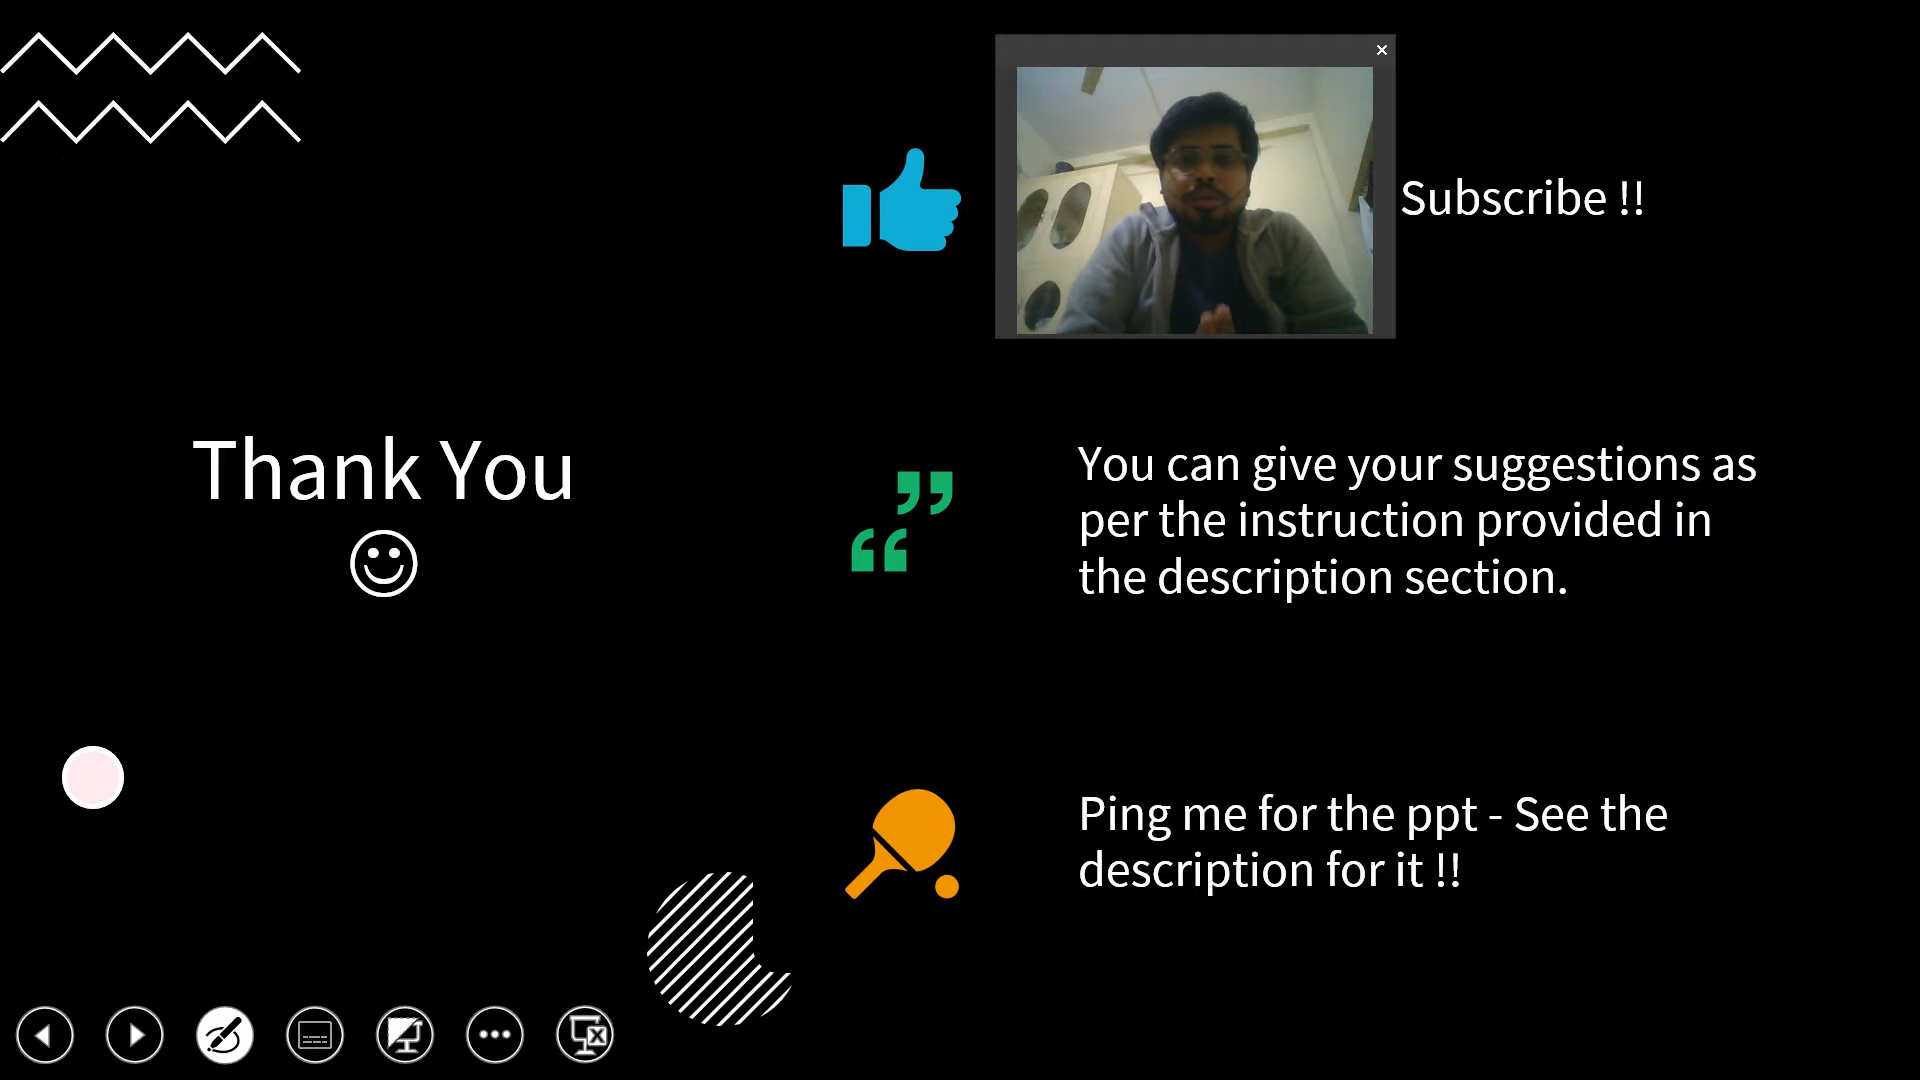 Thank You
Subscribe !!
You can give your suggestions as
per the instruction provided in
the description section.
Ping me for the ppt - See the
description for it !!